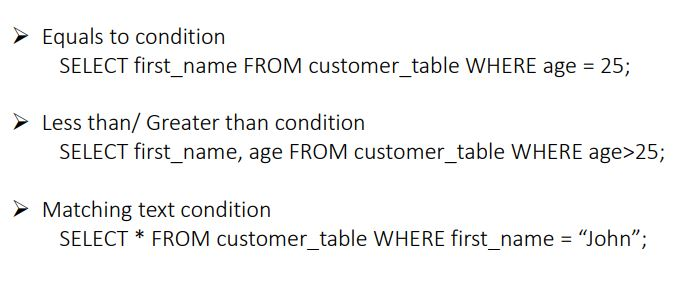 ➢ Equals to condition
SELECT first_name FROM customer_table WHERE age = 25;
➢ Less than/ Greater than condition
SELECT first_name, age FROM customer_table WHERE age>25;
➢ Matching text condition
SELECT * FROM customer_table WHERE first_name = “John”;